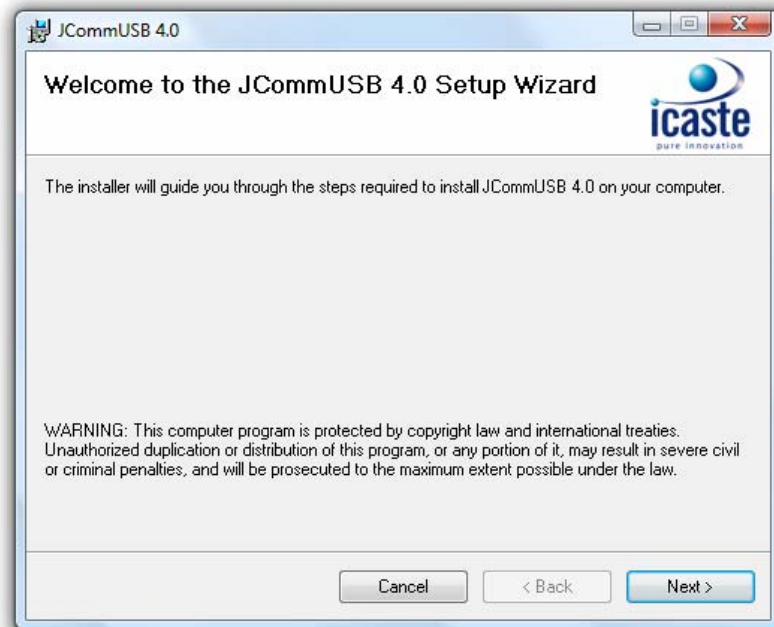 JCommUSB 4.0
Welcome to the JCommUSB 4.0 Setup Wizard
icaste
pure innovation
The installer will guide you through the steps required to install JCommUSB 4.0 on your computer.
WARNING: This computer program is protected by copyright law and international treaties.
Unauthorized duplication or distribution of this program, or any portion of it, may result in severe civil
or criminal penalties, and will be prosecuted to the maximum extent possible under the law.
Cancel
< Back
Next >